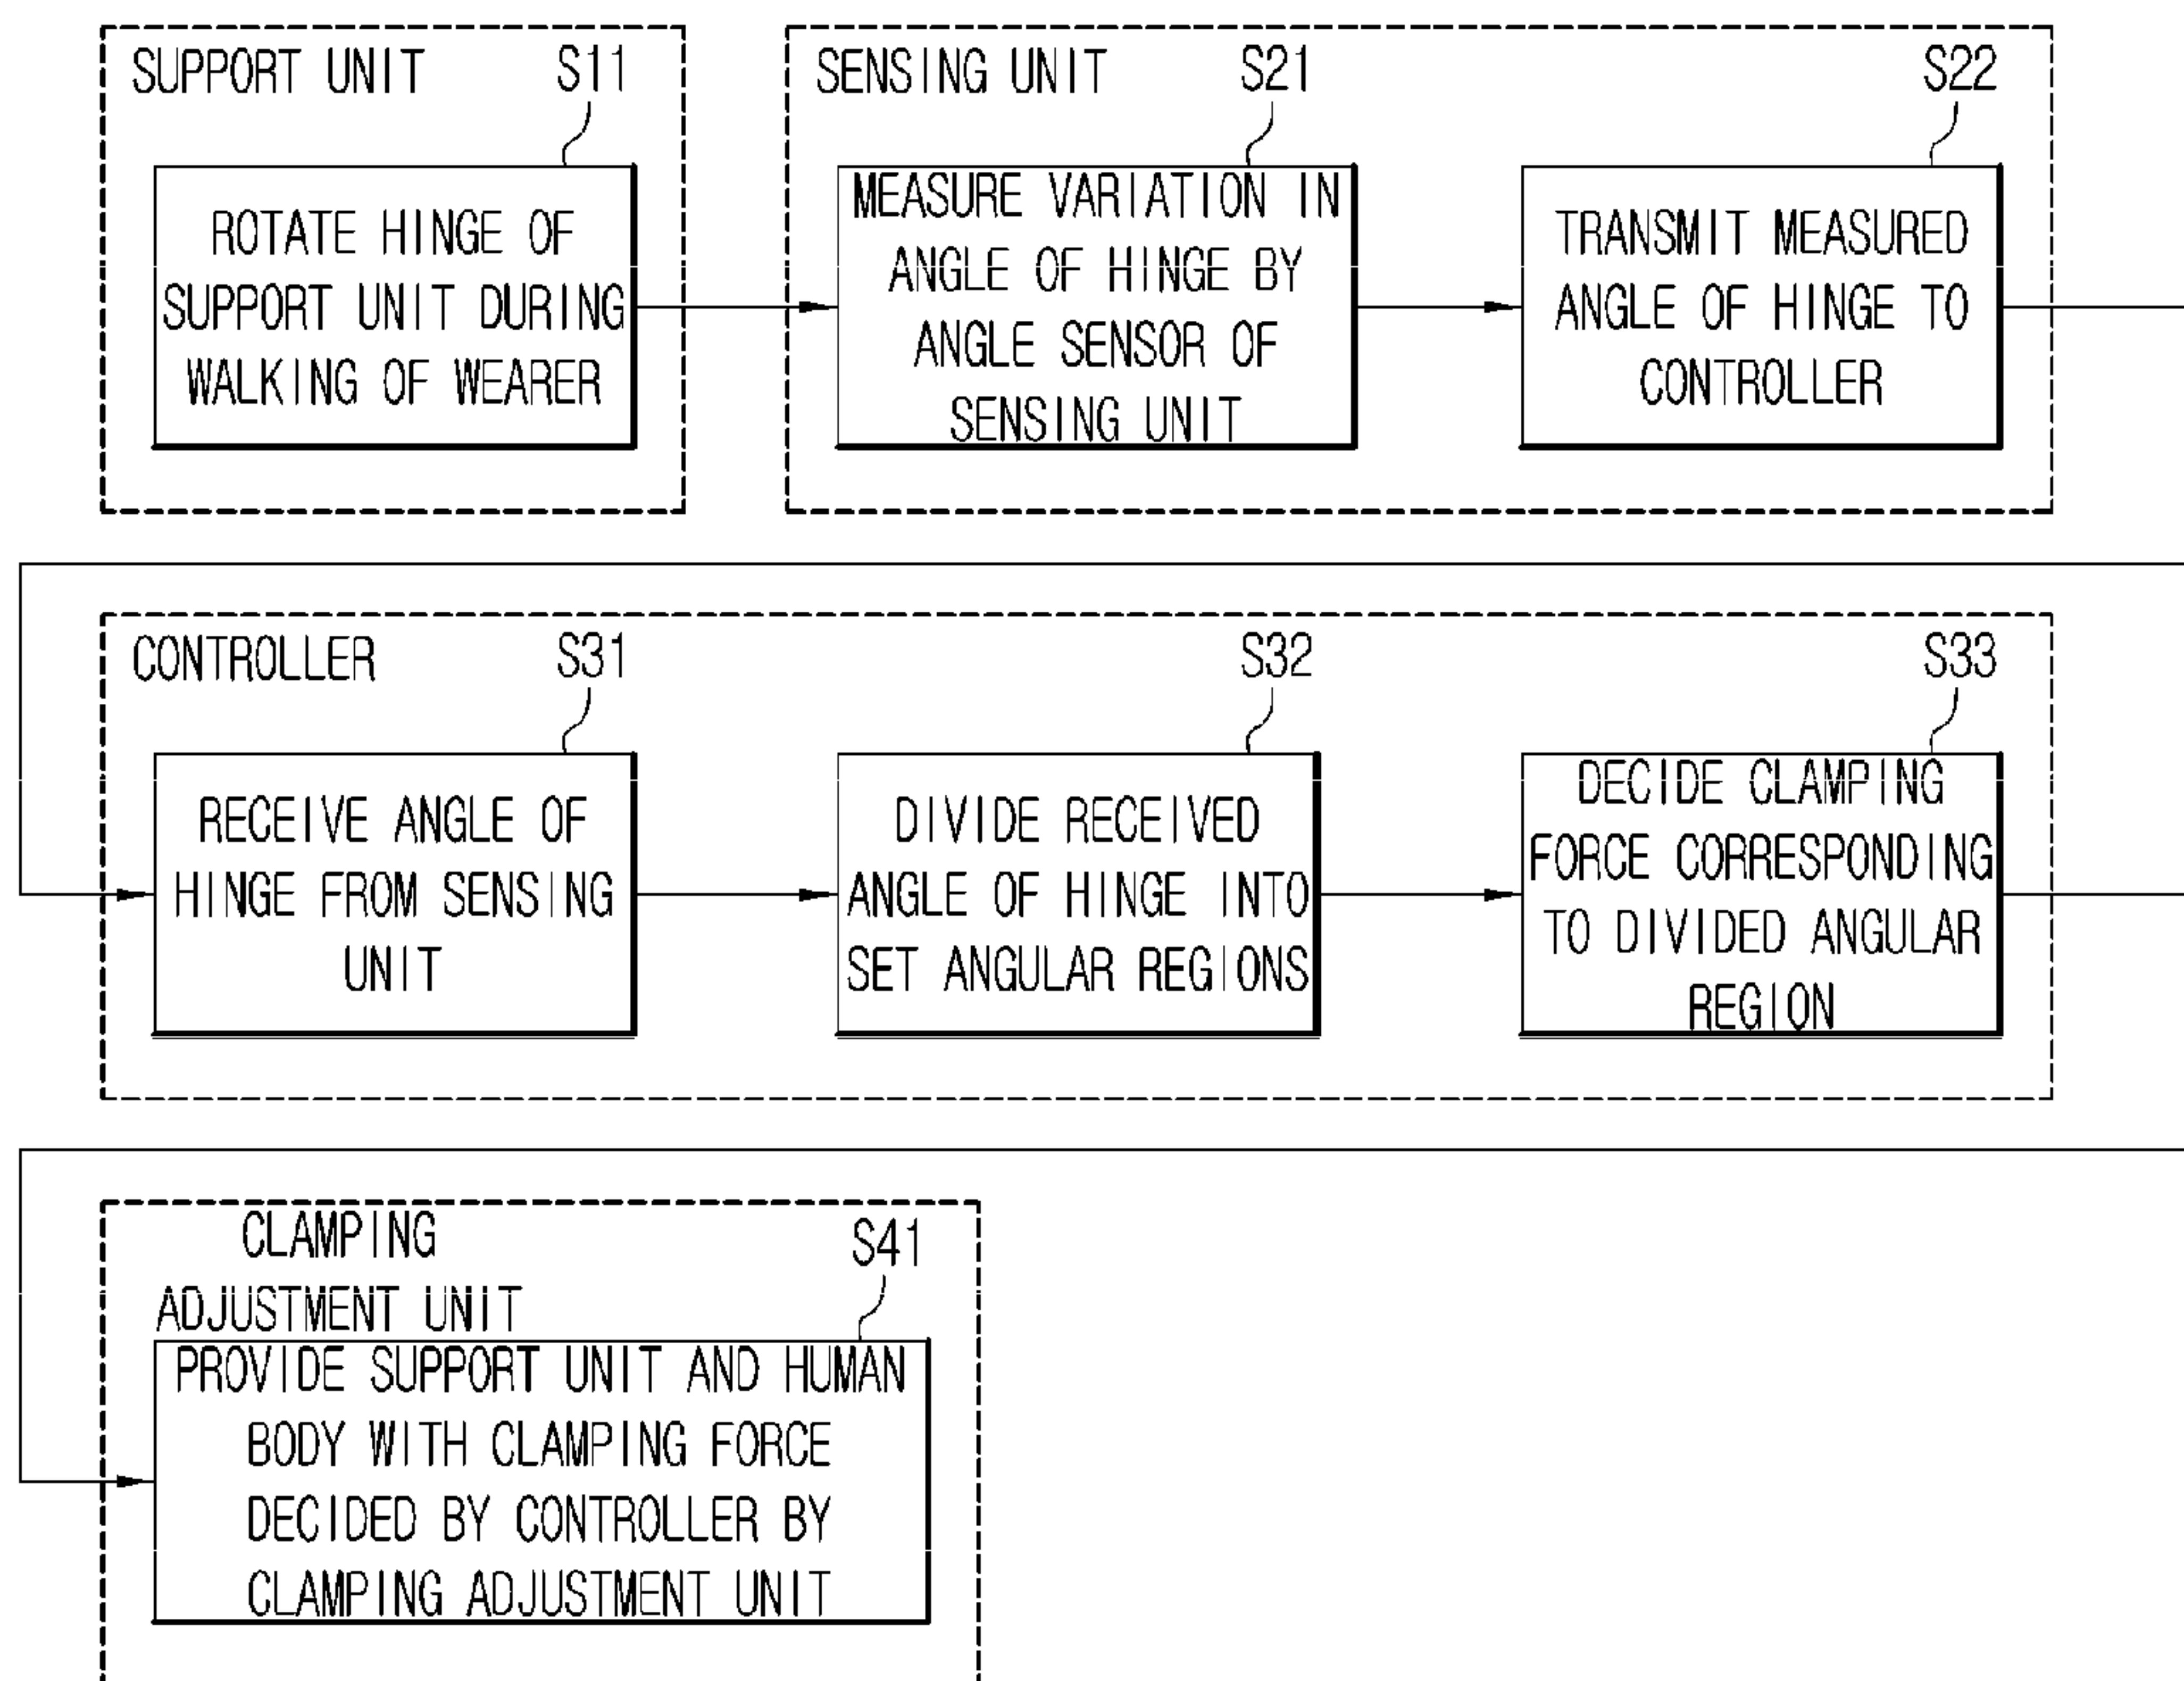 SUPPORT UNIT
S11
ROTATE HINGE OF
SUPPORT UNIT DURING
WALKING OF WEARER
SENSING UNIT
S21
MEASURE VARIATION IN
ANGLE OF HINGE BY
ANGLE SENSOR OF
SENSING UNIT
S22
TRANSMIT MEASURED
ANGLE OF HINGE TO
CONTROLLER
CONTROLLER
S31
RECEIVE ANGLE OF
HINGE FROM SENSING
UNIT
S32
DIVIDE RECEIVED
ANGLE OF HINGE INTO
SET ANGULAR REGIONS
S33
DECIDE CLAMPING
FORCE CORRESPONDING
TO DIVIDED ANGULAR
REGION
CLAMPING
ADJUSTMENT UNIT
S41
PROVIDE SUPPORT UNIT AND HUMAN
BODY WITH CLAMPING FORCE
DECIDED BY CONTROLLER BY
CLAMPING ADJUSTMENT UNIT